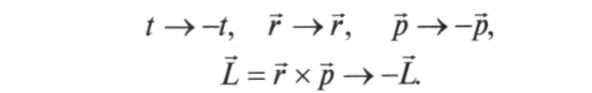 t → −t, r⃗ → r⃗, p⃗ → −p⃗,
L⃗ = r⃗ × p⃗ → −L⃗.